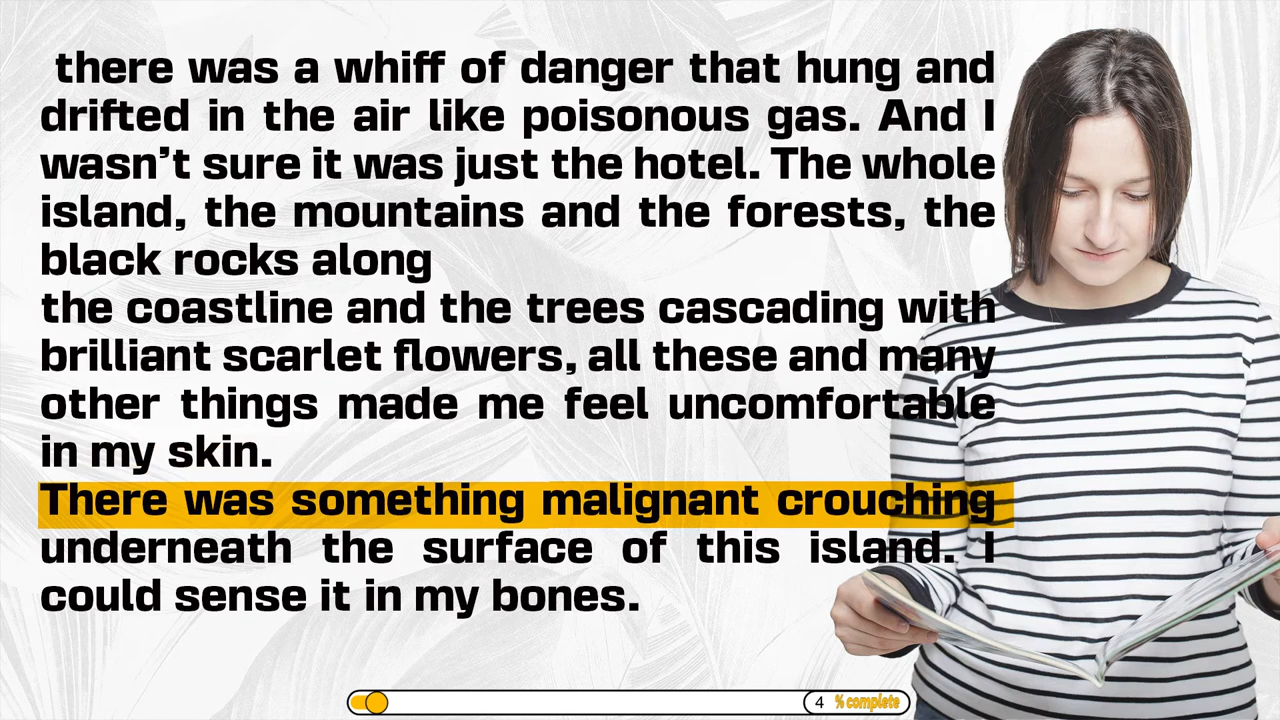 there was a whiff of danger that hung and
drifted in the air like poisonous gas. And I
wasn’t sure it was just the hotel. The whole
island, the mountains and the forests, the
black rocks along
the coastline and the trees cascading with
brilliant scarlet flowers, all these and many
other things made me feel uncomfortable
in my skin.
There was something malignant crouching
underneath the surface of this island. I
could sense it in my bones.
4 % complete